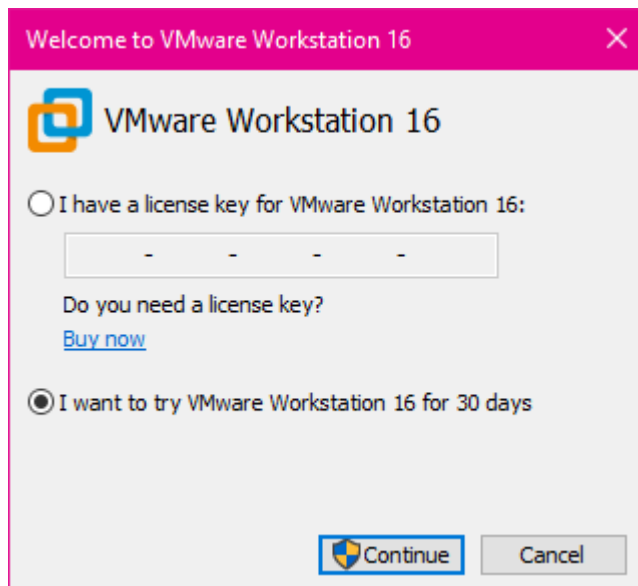 Welcome to VMware Workstation 16
VMware Workstation 16
I have a license key for VMware Workstation 16:
- - - -
Do you need a license key?
Buy now
I want to try VMware Workstation 16 for 30 days
Continue Cancel